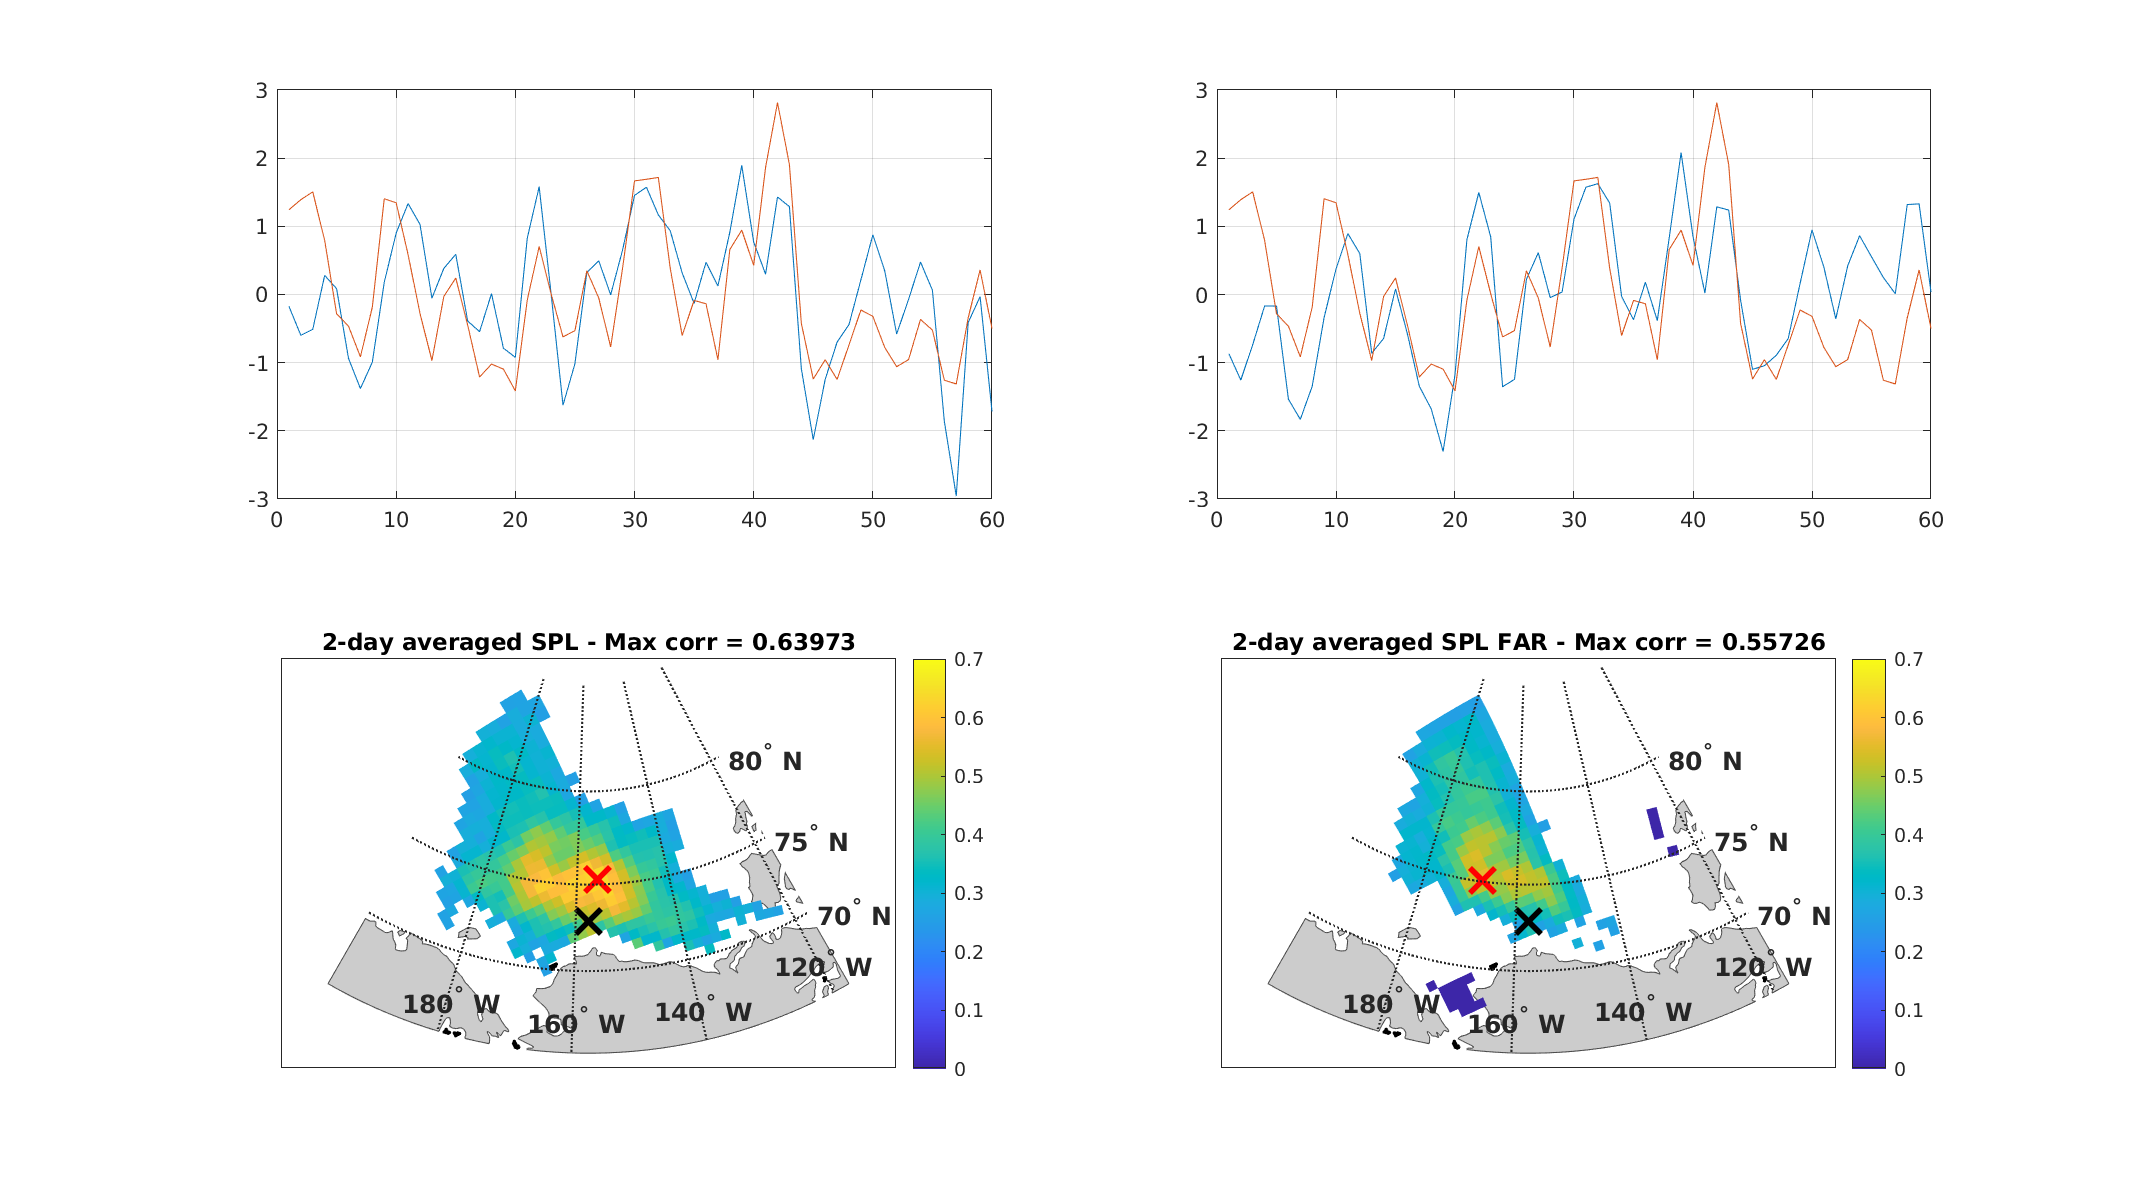 3
2
1
0
-1
-2
-3
0 10 20 30 40 50 60
3
2
1
0
-1
-2
-3
0 10 20 30 40 50 60
2-day averaged SPL - Max corr = 0.63973
80° N
75° N
70° N
120° W
180° W
160° W
140° W
0.7
0.6
0.5
0.4
0.3
0.2
0.1
0
2-day averaged SPL FAR - Max corr = 0.55726
80° N
75° N
70° N
120° W
180° W
160° W
140° W
0.7
0.6
0.5
0.4
0.3
0.2
0.1
0